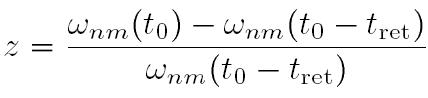 z = \frac{\omega_{nm}(t_0) - \omega_{nm}(t_0 - t_{\mathrm{ret}})}{\omega_{nm}(t_0 - t_{\mathrm{ret}})}